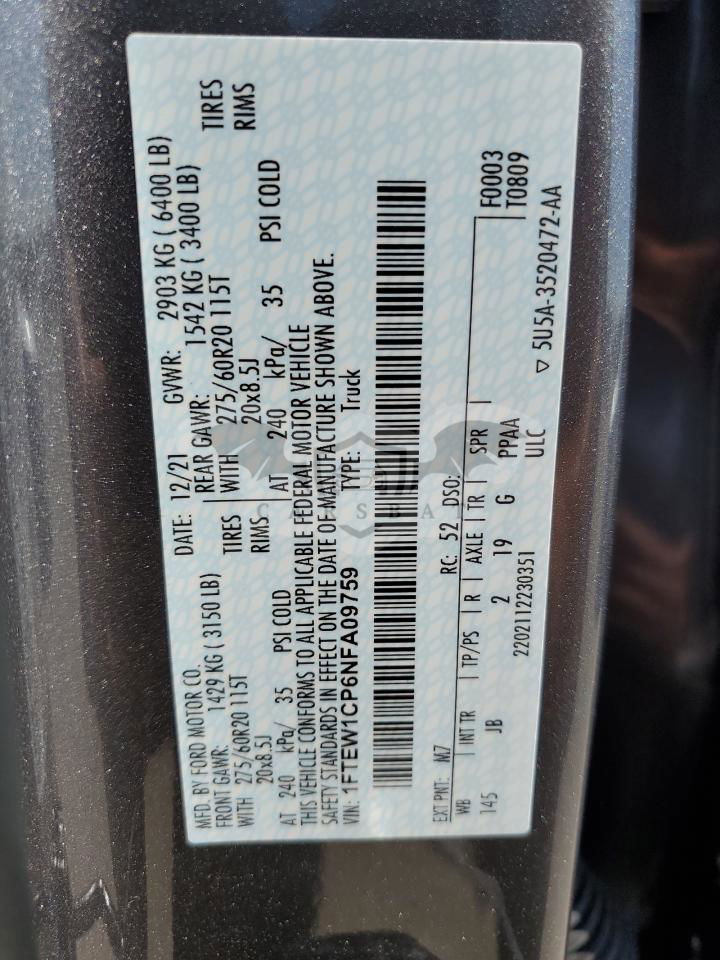 MFD. BY FORD MOTOR CO.
DATE: 12/21
GVWR: 2903 KG ( 6400 LB)
FRONT GAWR: 1429 KG ( 3150 LB)
REAR GAWR: 1542 KG ( 3400 LB)
WITH 275/60R20 115T TIRES
WITH 275/60R20 115T TIRES
20x8.5J RIMS
20x8.5J RIMS
AT 240 kPa/ 35 PSI COLD
AT 240 kPa/ 35 PSI COLD
THIS VEHICLE CONFORMS TO ALL APPLICABLE FEDERAL MOTOR VEHICLE
SAFETY STANDARDS IN EFFECT ON THE DATE OF MANUFACTURE SHOWN ABOVE.
VIN: 1FTEW1CP6NFA09759
TYPE: Truck
F0003
T0809
EXT PNT: M7 RC: 52 DSO:
WB INT TR TP/PS R AXLE TR SPR
145 JB 2 19 G PPAA
2202112230351 ULC
▽ 5U5A-3520472-AA